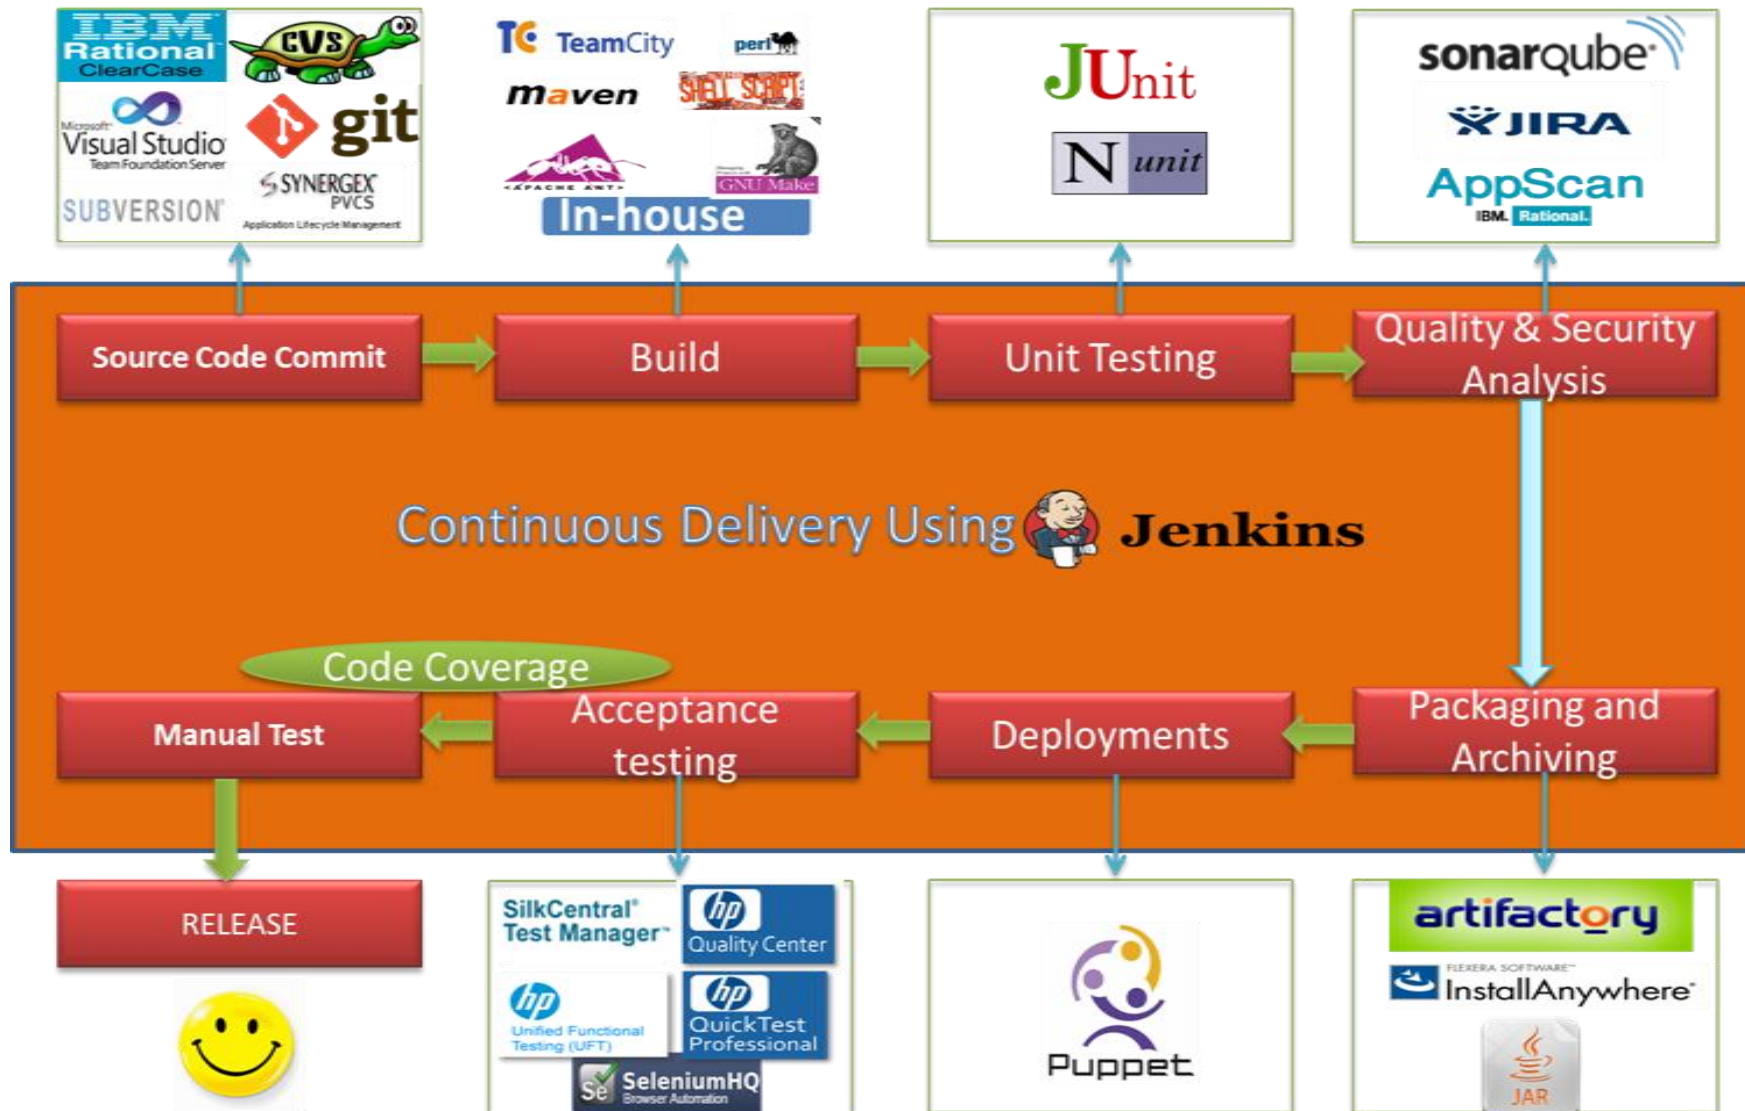 IBM
Rational
ClearCase
CVS
Microsoft
Visual Studio
Team Foundation Server
git
SUBVERSION
SYNERGEX
PVCS
Application Lifecycle Management
TC TeamCity
perl
maven
SHELL SCRIPT
APACHE ANT
GNU Make
In-house
JUnit
N unit
sonarqube
JIRA
AppScan
IBM. Rational.
Source Code Commit
Build
Unit Testing
Quality & Security
Analysis
Continuous Delivery Using Jenkins
Code Coverage
Manual Test
Acceptance
testing
Deployments
Packaging and
Archiving
RELEASE
SilkCentral®
Test Manager™
hp
Quality Center
hp
Unified Functional
Testing (UFT)
hp
QuickTest
Professional
Se SeleniumHQ
Browser Automation
Puppet
artifactory
FLEXERA SOFTWARE™
InstallAnywhere®
JAR